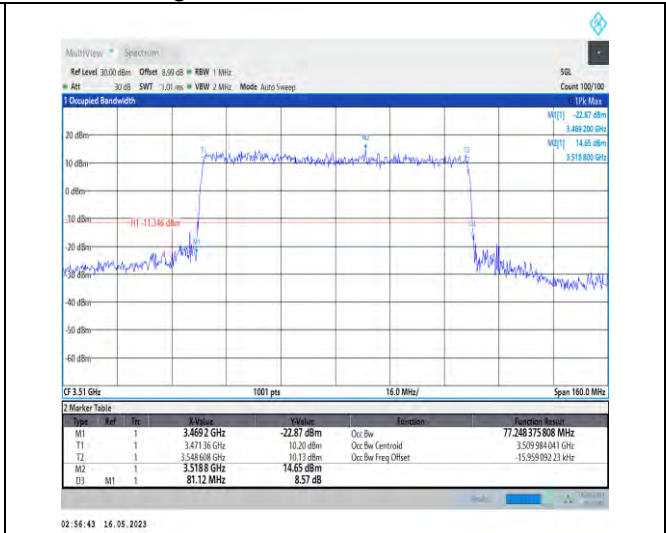 MultiView Spectrum
Ref Level 30.00 dBm Offset 8.99 dB RBW 1 MHz SGL
Att 30 dB SWT 1.01 ms VBW 2 MHz Mode Auto Sweep Count 100/100
1 Occupied Bandwidth 1Pk Max
M1[1] -22.87 dBm
3.469 200 GHz
M2[1] 14.65 dBm
3.518 800 GHz
20 dBm
M2
T1 T2
10 dBm
0 dBm
-10 dBm
H1 -11.346 dBm
D3
M1
-20 dBm
-30 dBm
-40 dBm
-50 dBm
-60 dBm
CF 3.51 GHz 1001 pts 16.0 MHz/ Span 160.0 MHz
2 Marker Table
Type Ref Trc X-Value Y-Value Function Function Result
M1 1 3.469 2 GHz -22.87 dBm Occ Bw 77.248 375 808 MHz
T1 1 3.471 36 GHz 10.20 dBm Occ Bw Centroid 3.509 984 041 GHz
T2 1 3.548 608 GHz 10.13 dBm Occ Bw Freq Offset -15.959 092 23 kHz
M2 1 3.518 8 GHz 14.65 dBm
D3 M1 1 81.12 MHz 8.57 dB
02:56:43 16.05.2023